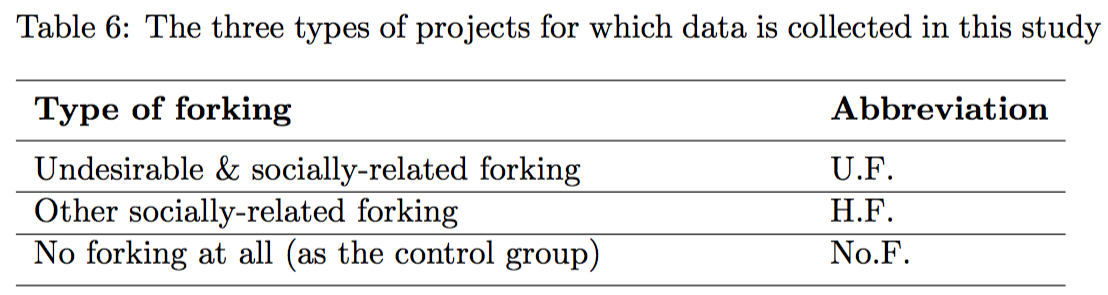 Table 6: The three types of projects for which data is collected in this study
Type of forking Abbreviation
Undesirable & socially-related forking U.F.
Other socially-related forking H.F.
No forking at all (as the control group) No.F.